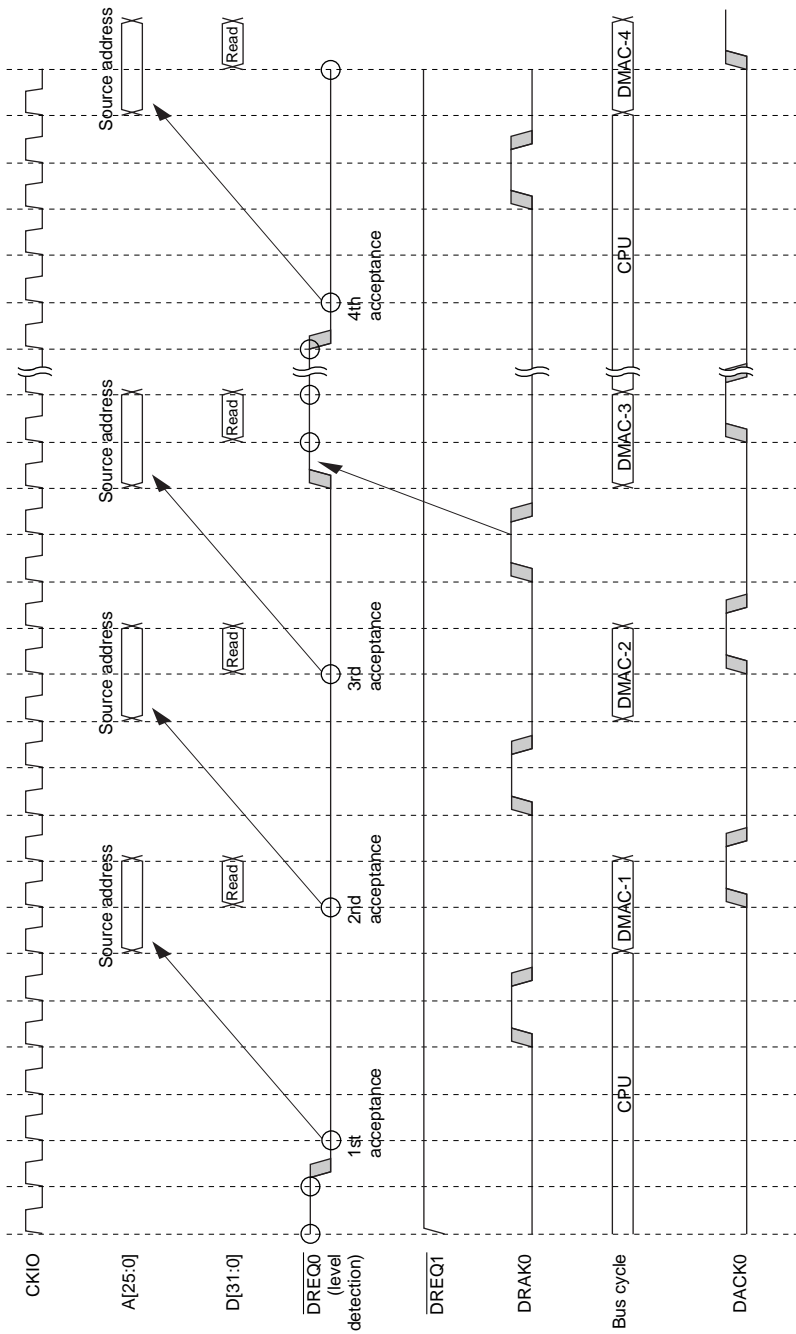 CKIO
A[25:0]
Source address
Source address
Source address
Source address
D[31:0]
Read
Read
Read
Read
DREQ0
(level
detection)
1st
acceptance
2nd
acceptance
3rd
acceptance
4th
acceptance
DREQ1
DRAK0
Bus cycle
CPU
DMAC-1
DMAC-2
DMAC-3
CPU
DMAC-4
DACK0